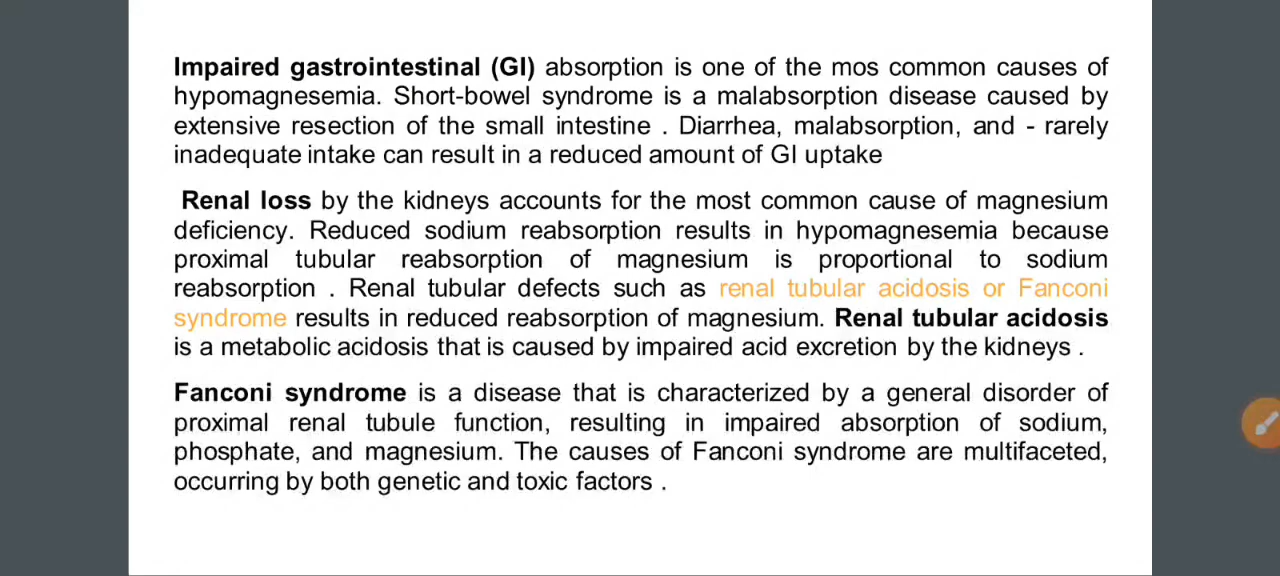 Impaired gastrointestinal (GI) absorption is one of the mos common causes of
hypomagnesemia. Short-bowel syndrome is a malabsorption disease caused by
extensive resection of the small intestine . Diarrhea, malabsorption, and - rarely
inadequate intake can result in a reduced amount of GI uptake
Renal loss by the kidneys accounts for the most common cause of magnesium
deficiency. Reduced sodium reabsorption results in hypomagnesemia because
proximal tubular reabsorption of magnesium is proportional to sodium
reabsorption . Renal tubular defects such as renal tubular acidosis or Fanconi
syndrome results in reduced reabsorption of magnesium. Renal tubular acidosis
is a metabolic acidosis that is caused by impaired acid excretion by the kidneys .
Fanconi syndrome is a disease that is characterized by a general disorder of
proximal renal tubule function, resulting in impaired absorption of sodium,
phosphate, and magnesium. The causes of Fanconi syndrome are multifaceted,
occurring by both genetic and toxic factors .